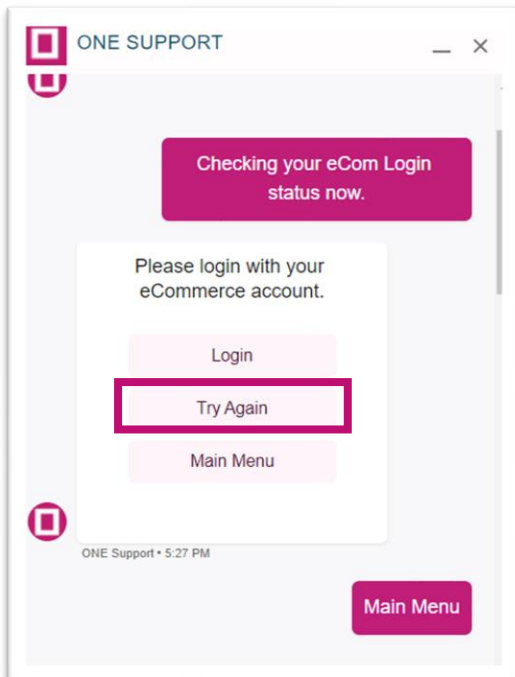 ONE SUPPORT
Checking your eCom Login
status now.
Please login with your
eCommerce account.
Login
Try Again
Main Menu
ONE Support • 5:27 PM
Main Menu